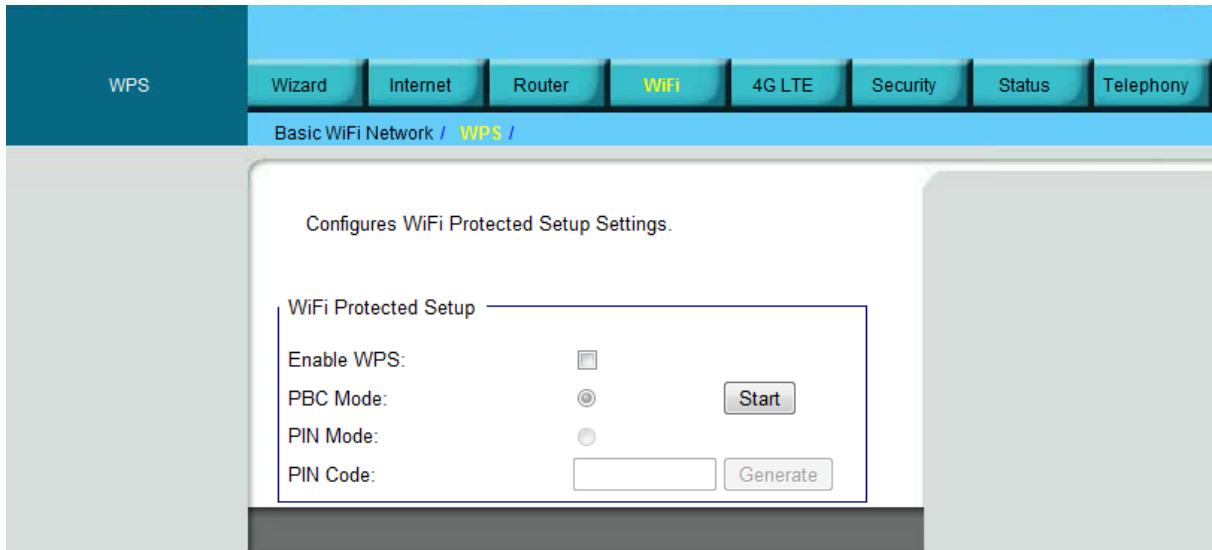 WPS
Wizard Internet Router WiFi 4G LTE Security Status Telephony
Basic WiFi Network / WPS /
Configures WiFi Protected Setup Settings.
WiFi Protected Setup
Enable WPS:
PBC Mode: Start
PIN Mode:
PIN Code: Generate